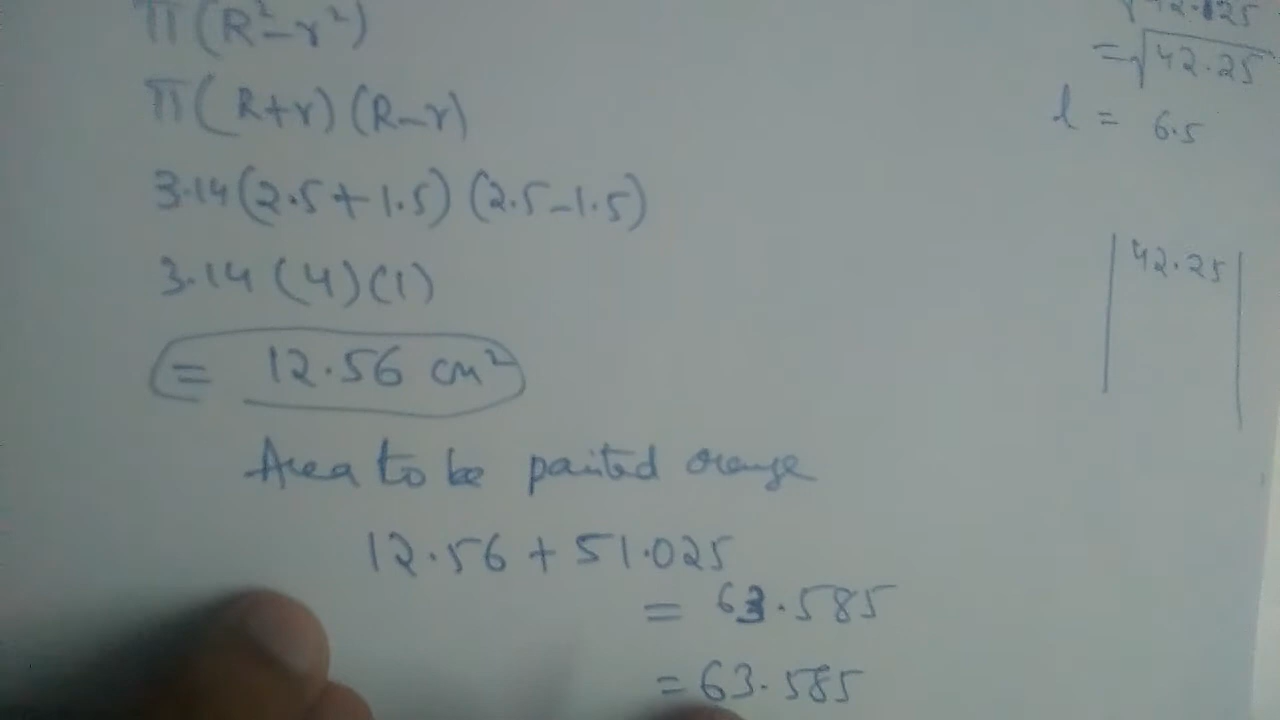 π(R²-r²)
π(R+r)(R-r)
3.14(2.5+1.5)(2.5-1.5)
3.14(4)(1)
= 12.56 cm²
Area to be paited orange
12.56 + 51.025
= 63.585
= 63.585
=√42.25
l = 6.5
42.25